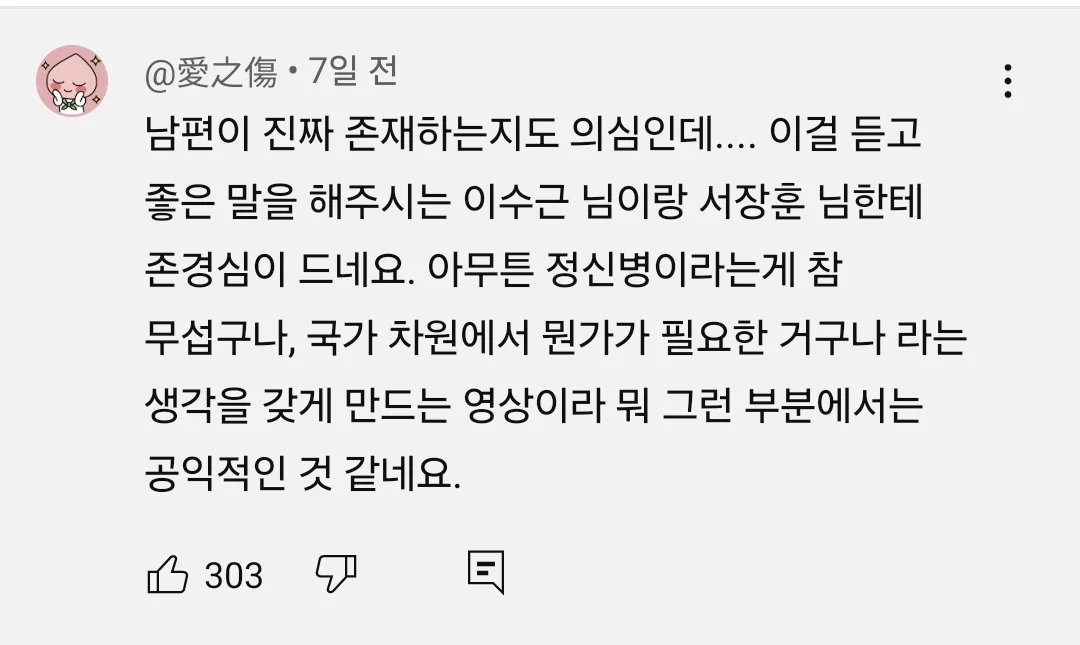 @愛之傷 • 7일 전
남편이 진짜 존재하는지도 의심인데.... 이걸 듣고
좋은 말을 해주시는 이수근 님이랑 서장훈 님한테
존경심이 드네요. 아무튼 정신병이라는게 참
무섭구나, 국가 차원에서 뭔가가 필요한 거구나 라는
생각을 갖게 만드는 영상이라 뭐 그런 부분에서는
공익적인 것 같네요.
303